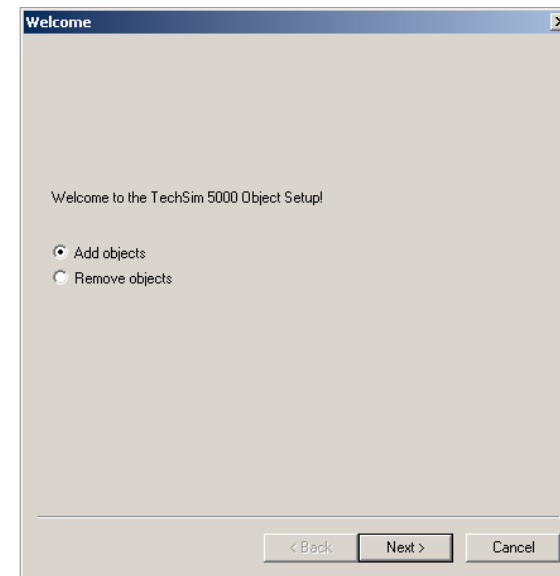 Welcome
Welcome to the TechSim 5000 Object Setup!
Add objects
Remove objects
< Back
Next >
Cancel